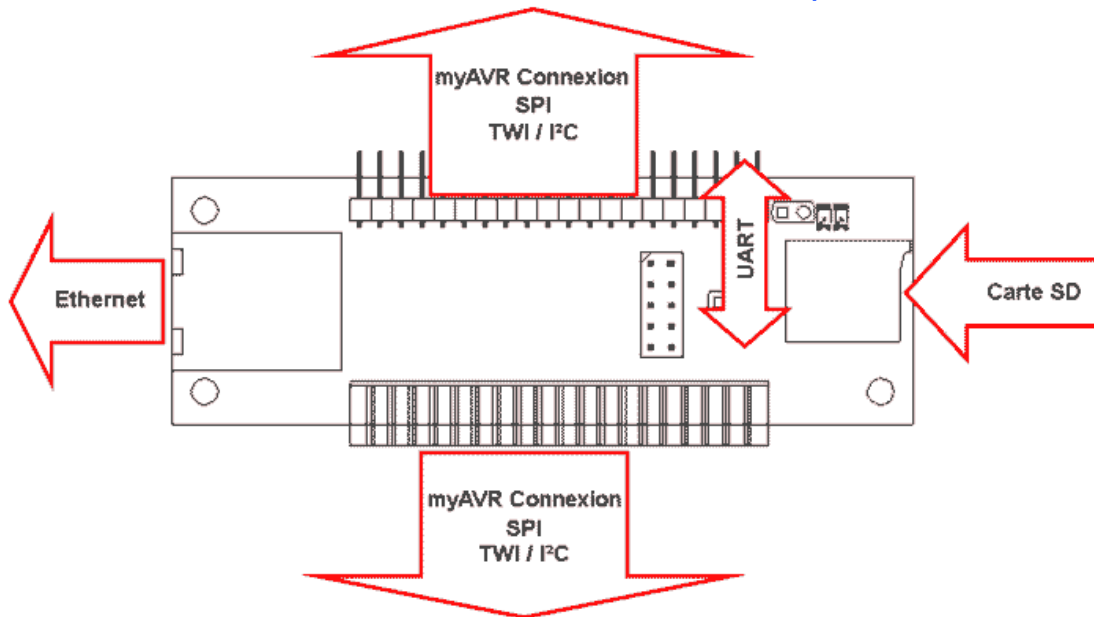 myAVR Connexion
SPI
TWI / I²C
UART
Ethernet
Carte SD
myAVR Connexion
SPI
TWI / I²C